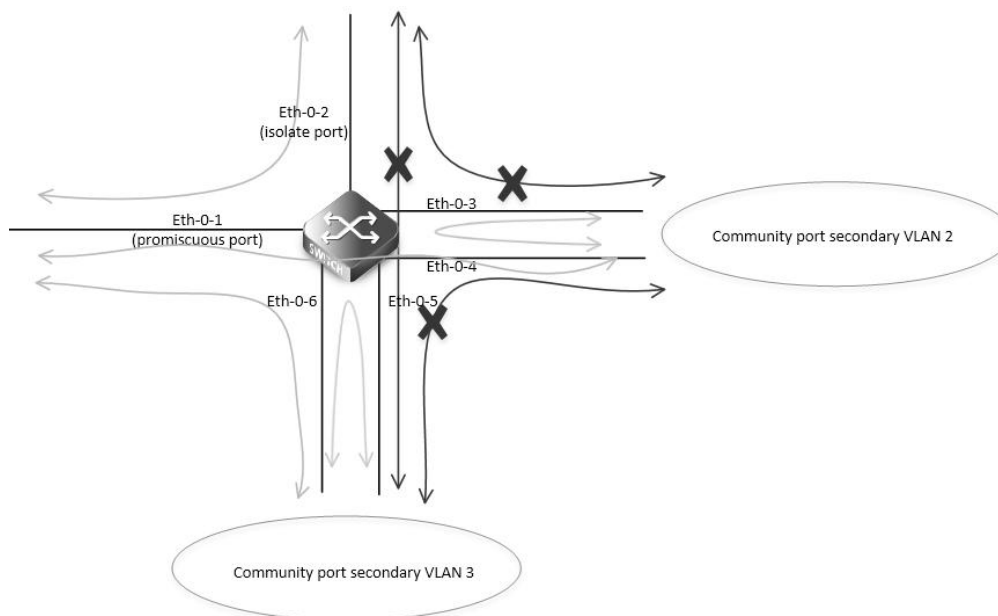 Eth-0-2
(isolate port)
Eth-0-1
(promiscuous port)
Eth-0-3
SWITCH
Community port secondary VLAN 2
Eth-0-4
Eth-0-6
Eth-0-5
Community port secondary VLAN 3